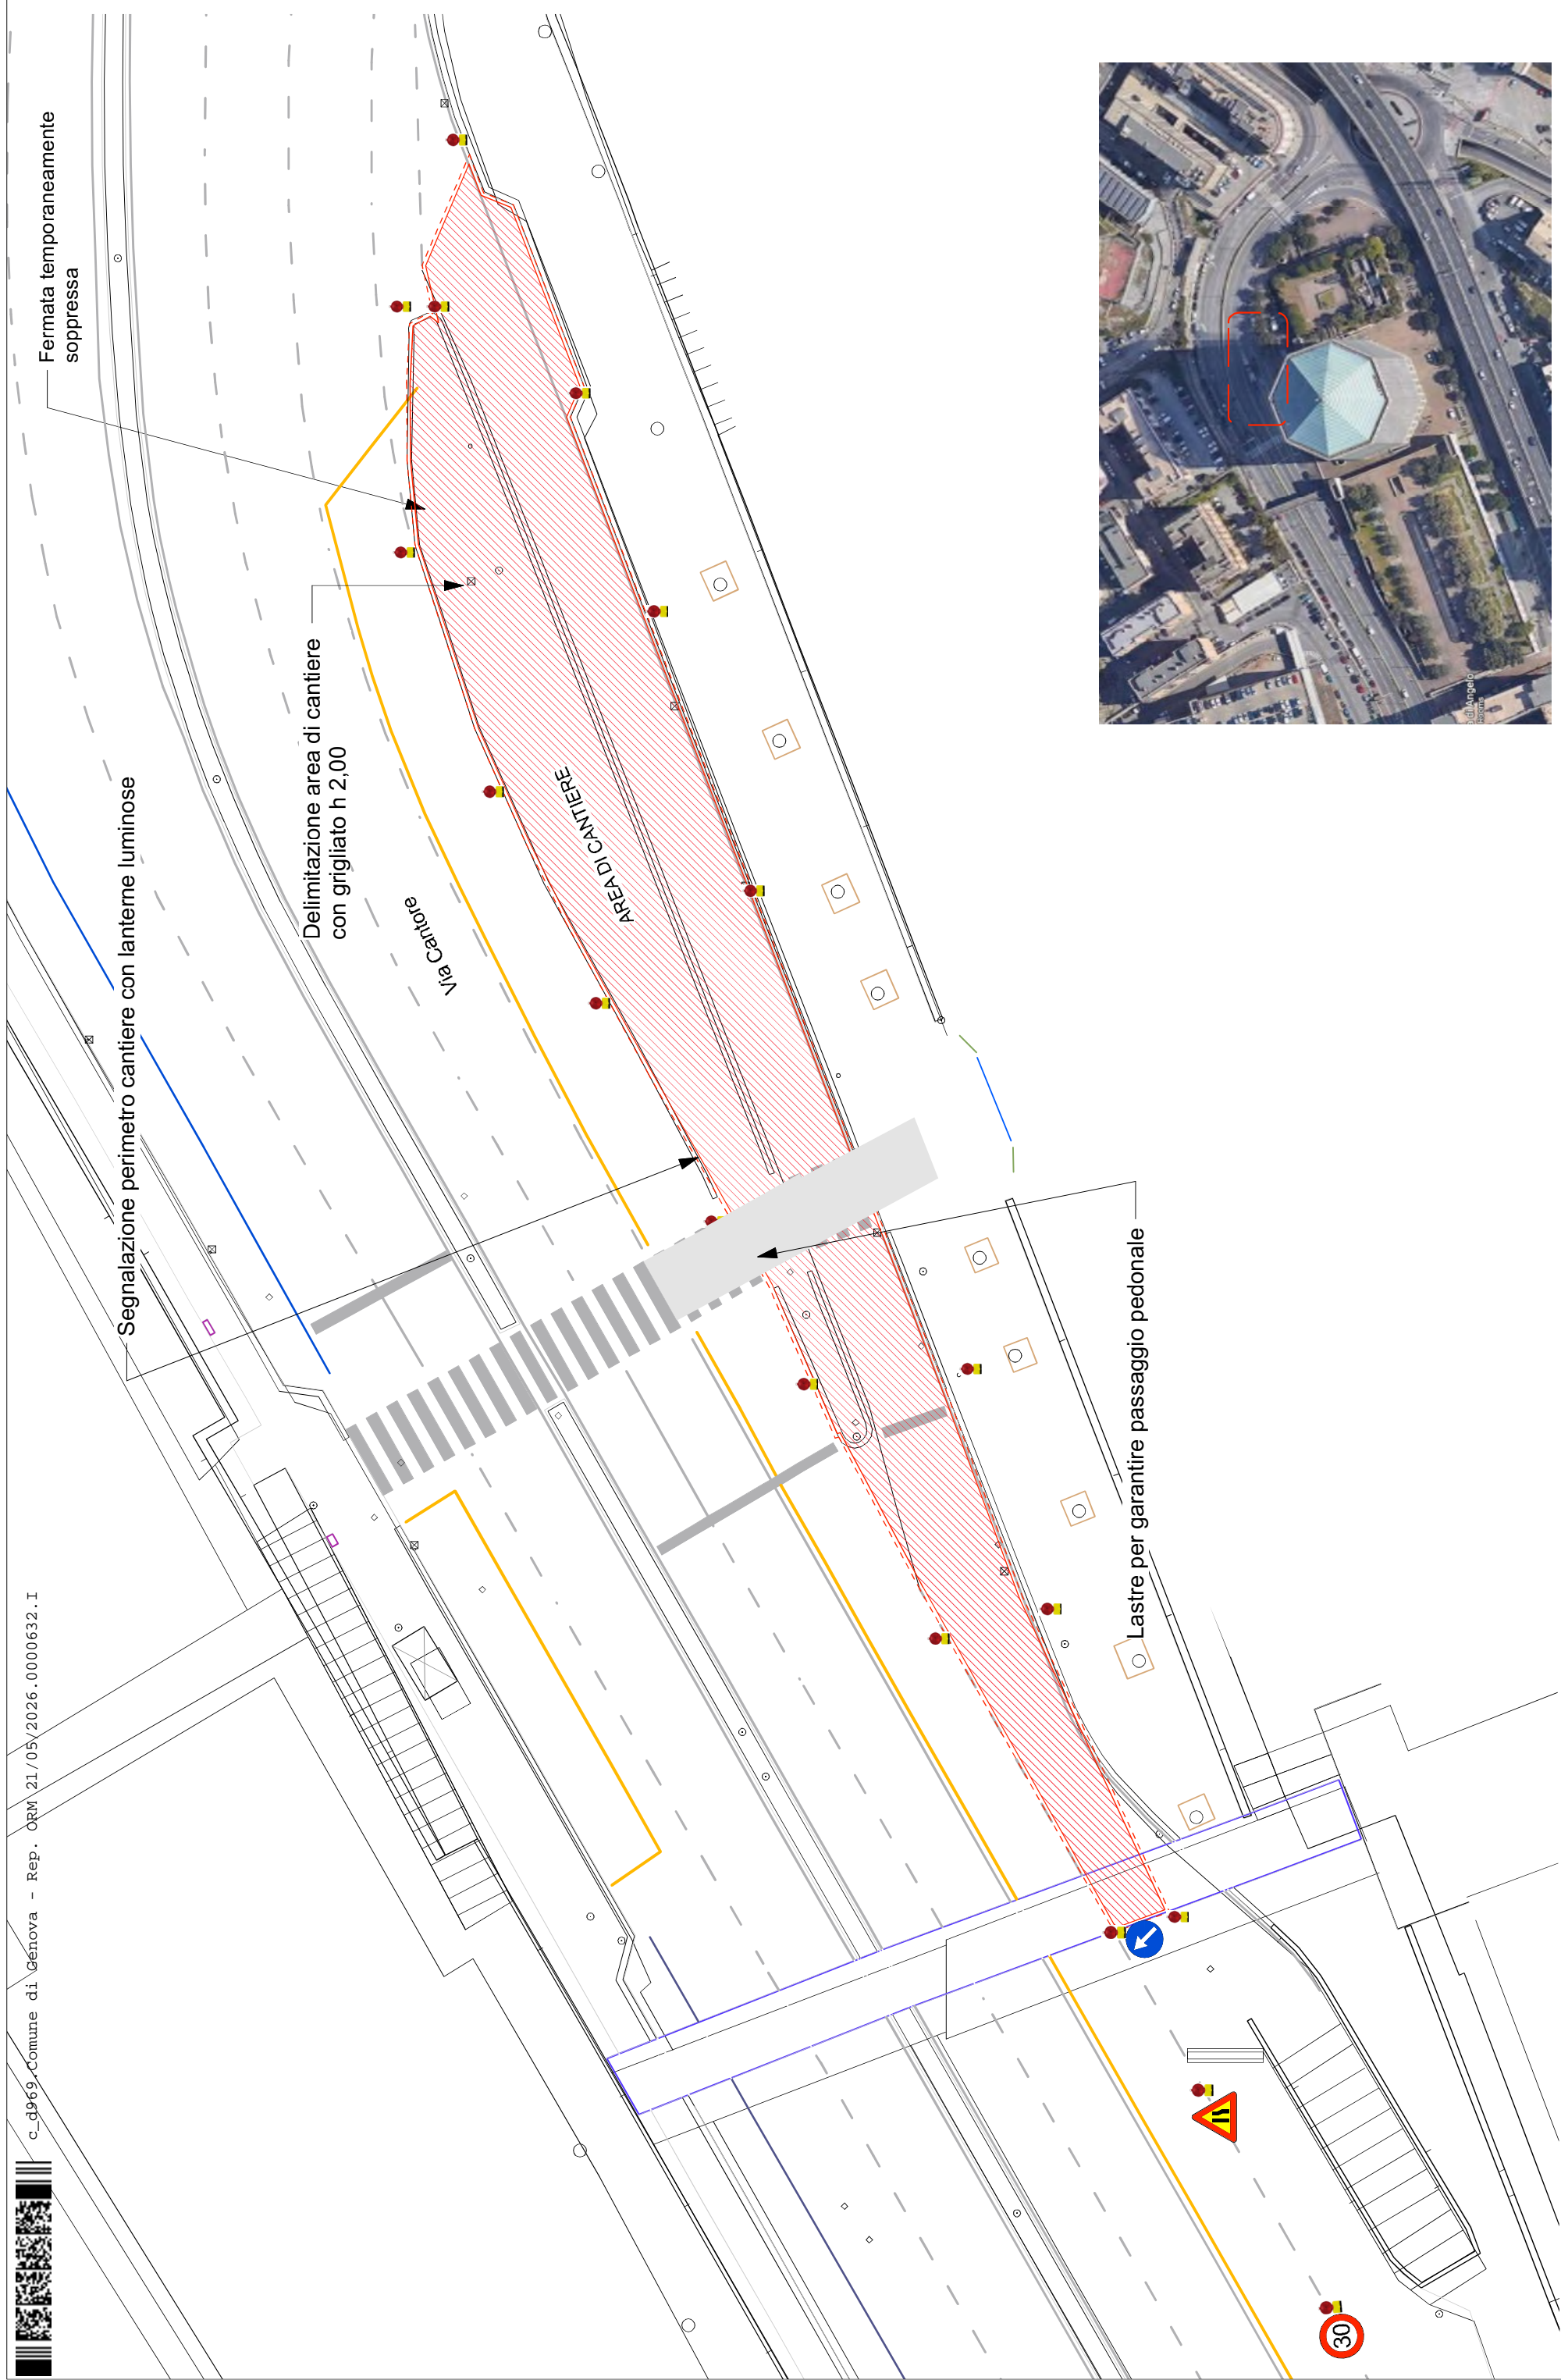 c_d969.Comune di Genova - Rep. ORM 21/05/2026.0000632.I
Fermata temporaneamente
soppressa
Segnalazione perimetro cantiere con lanterne luminose
Delimitazione area di cantiere
con grigliato h 2,00
Via Cantore
AREA DI CANTIERE
Lastre per garantire passaggio pedonale
30
di Angelo